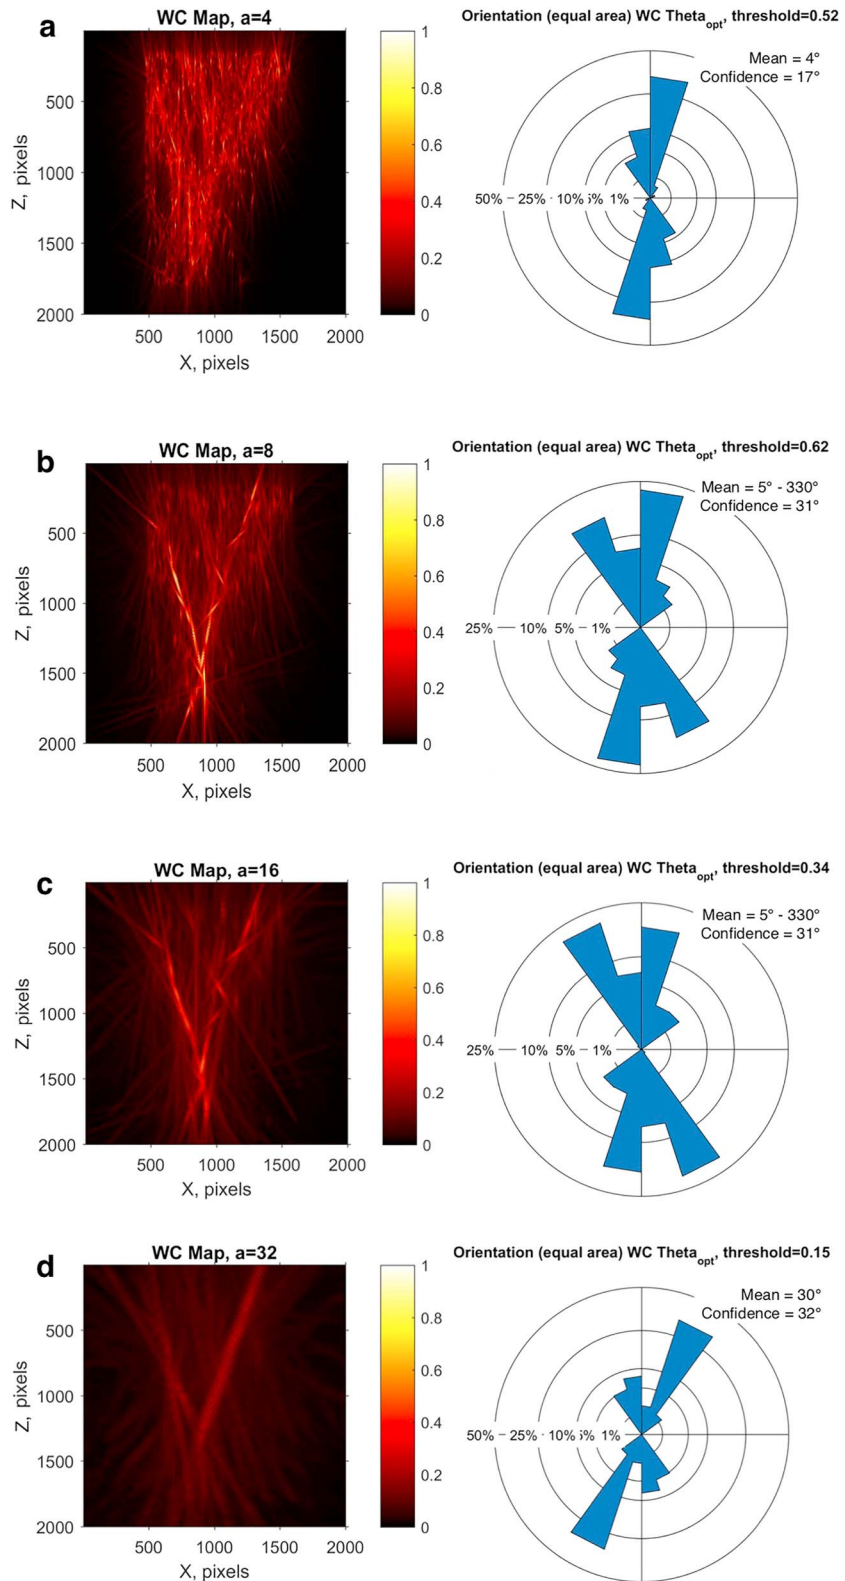 a
WC Map, a=4
Orientation (equal area) WC Theta_opt, threshold=0.52
Mean = 4°
Confidence = 17°
500
1000
1500
2000
Z, pixels
500 1000 1500 2000
X, pixels
1
0.8
0.6
0.4
0.2
0
50% 25% 10% 5% 1%
b
WC Map, a=8
Orientation (equal area) WC Theta_opt, threshold=0.62
Mean = 5° - 330°
Confidence = 31°
500
1000
1500
2000
Z, pixels
500 1000 1500 2000
X, pixels
1
0.8
0.6
0.4
0.2
0
25% 10% 5% 1%
c
WC Map, a=16
Orientation (equal area) WC Theta_opt, threshold=0.34
Mean = 5° - 330°
Confidence = 31°
500
1000
1500
2000
Z, pixels
500 1000 1500 2000
X, pixels
1
0.8
0.6
0.4
0.2
0
25% 10% 5% 1%
d
WC Map, a=32
Orientation (equal area) WC Theta_opt, threshold=0.15
Mean = 30°
Confidence = 32°
500
1000
1500
2000
Z, pixels
500 1000 1500 2000
X, pixels
1
0.8
0.6
0.4
0.2
0
50% 25% 10% 5% 1%